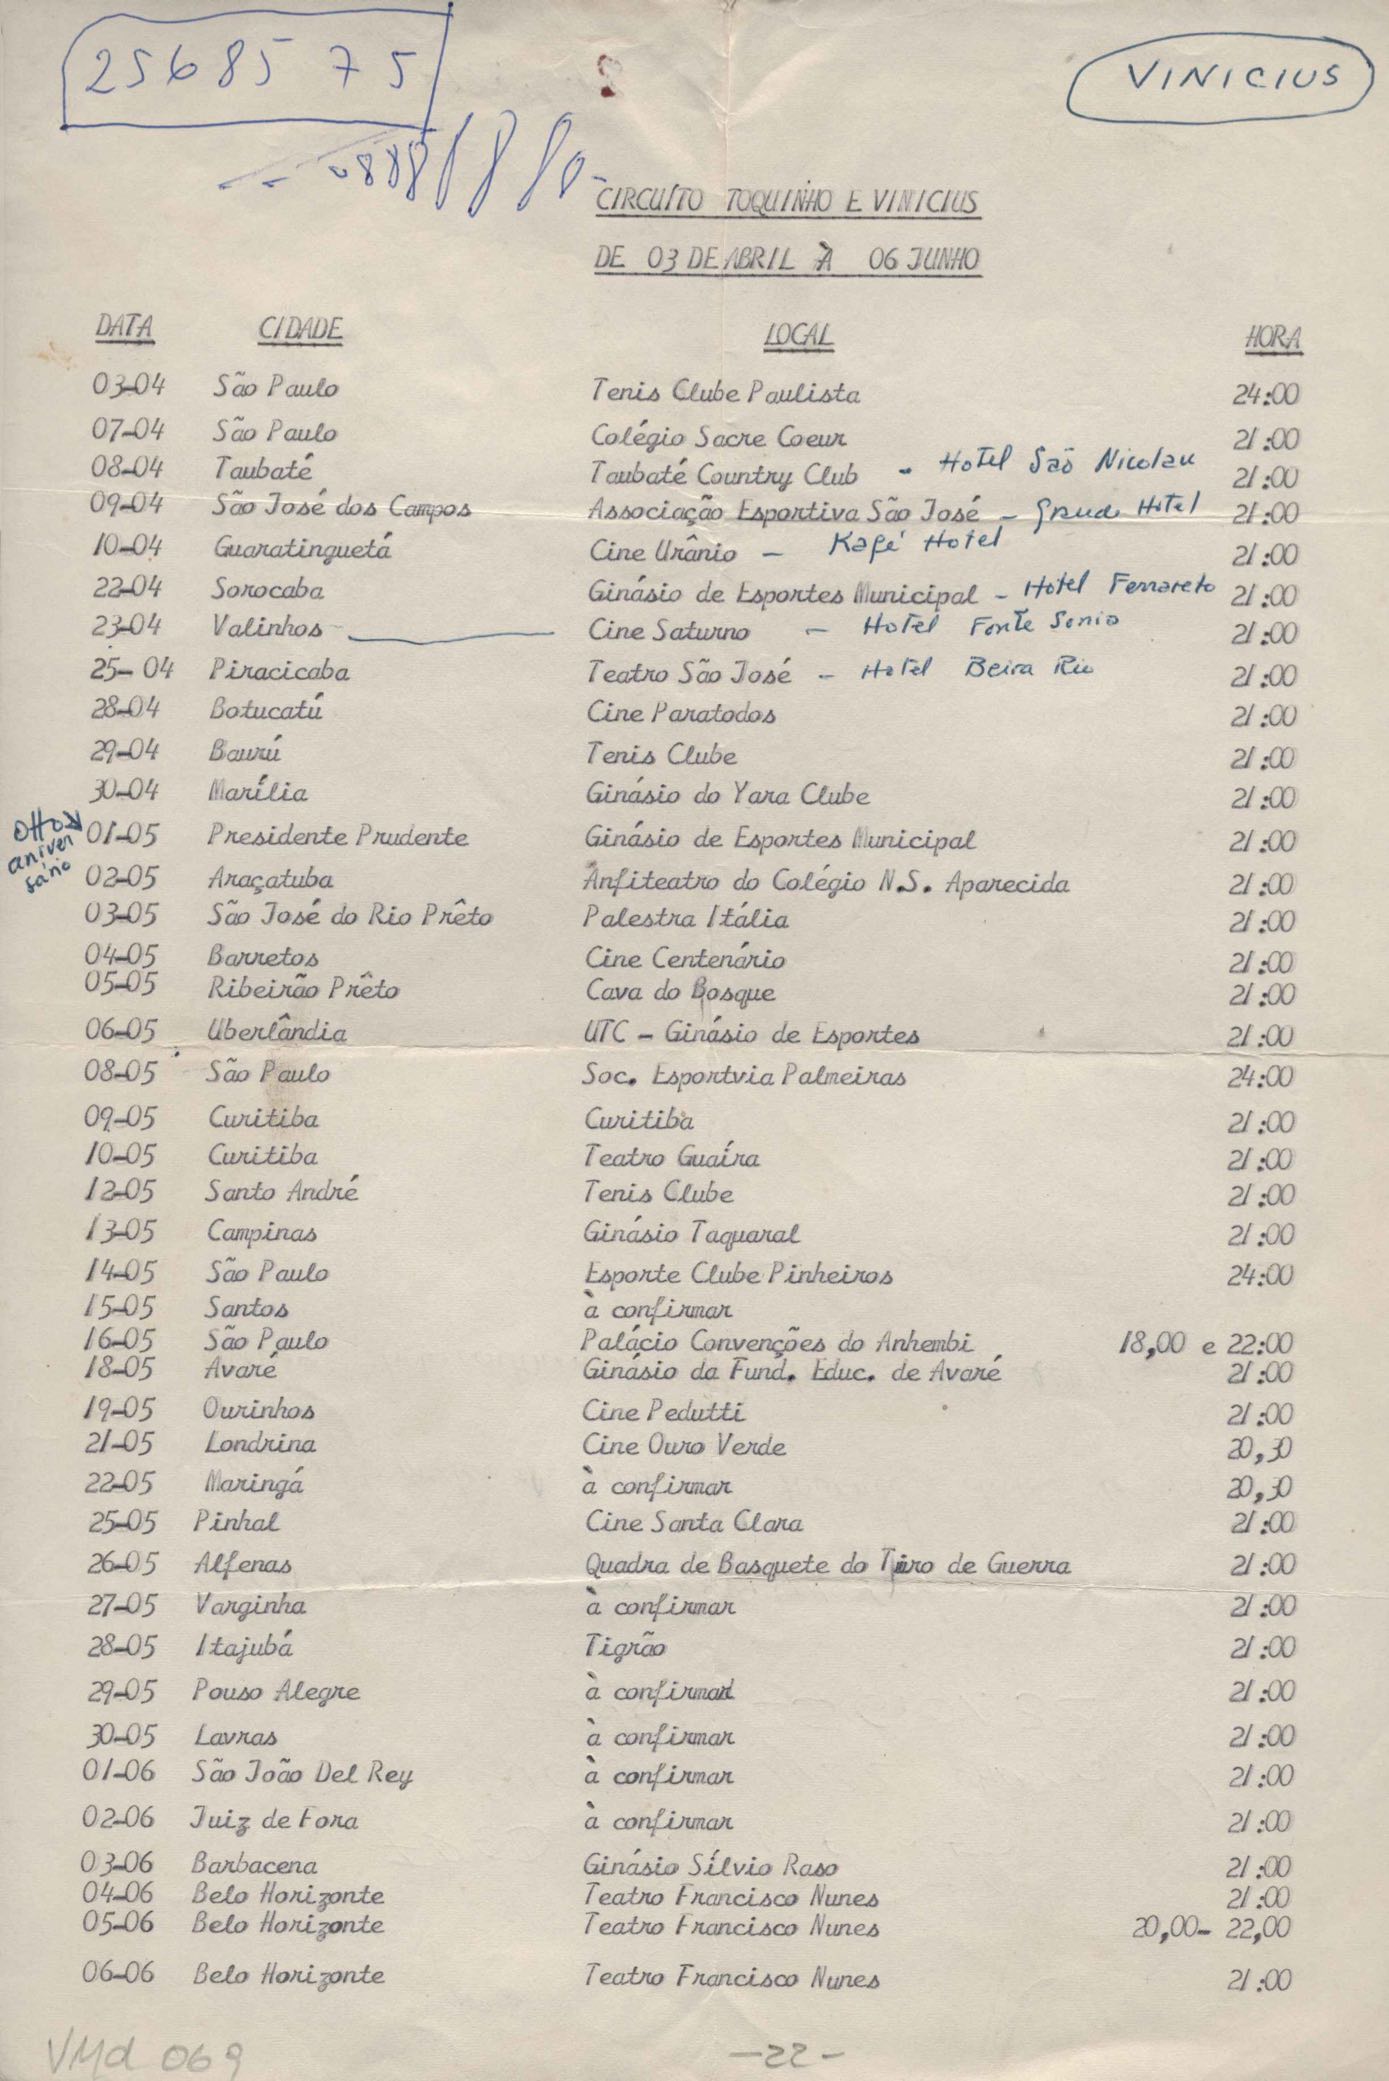 25685 75
VINICIUS
CIRCUITO TOQUINHO E VINICIUS
DE 03 DE ABRIL À 06 JUNHO
DATA CIDADE LOCAL HORA
03-04 São Paulo Tenis Clube Paulista 24:00
07-04 São Paulo Colégio Sacre Coeur 21:00
08-04 Taubaté Taubaté Country Club - Hotel São Nicolau 21:00
09-04 São José dos Campos Associação Esportiva São José - Grande Hotel 21:00
10-04 Guaratinguetá Cine Urânio - Kafé Hotel 21:00
22-04 Sorocaba Ginásio de Esportes Municipal - Hotel Ferrareto 21:00
23-04 Valinhos Cine Saturno - Hotel Fonte Sonia 21:00
25-04 Piracicaba Teatro São José - Hotel Beira Rio 21:00
28-04 Botucatú Cine Paratodos 21:00
29-04 Baurú Tenis Clube 21:00
30-04 Marília Ginásio do Yara Clube 21:00
Otto aniversário
01-05 Presidente Prudente Ginásio de Esportes Municipal 21:00
02-05 Araçatuba Anfiteatro do Colégio N.S. Aparecida 21:00
03-05 São José do Rio Prêto Palestra Itália 21:00
04-05 Barretos Cine Centenário 21:00
05-05 Ribeirão Prêto Cava do Bosque 21:00
06-05 Uberlândia UTC - Ginásio de Esportes 21:00
08-05 São Paulo Soc. Esportvia Palmeiras 24:00
09-05 Curitiba Curitiba 21:00
10-05 Curitiba Teatro Guaíra 21:00
12-05 Santo André Tenis Clube 21:00
13-05 Campinas Ginásio Taquaral 21:00
14-05 São Paulo Esporte Clube Pinheiros 24:00
15-05 Santos à confirmar
16-05 São Paulo Palácio Convenções do Anhembi 18,00 e 22:00
18-05 Avaré Ginásio da Fund. Educ. de Avaré 21:00
19-05 Ourinhos Cine Pedutti 21:00
21-05 Londrina Cine Ouro Verde 20,30
22-05 Maringá à confirmar 20,30
25-05 Pinhal Cine Santa Clara 21:00
26-05 Alfenas Quadra de Basquete do Tiro de Guerra 21:00
27-05 Varginha à confirmar 21:00
28-05 Itajubá Tigrão 21:00
29-05 Pouso Alegre à confirmar 21:00
30-05 Lavras à confirmar 21:00
01-06 São João Del Rey à confirmar 21:00
02-06 Juiz de Fora à confirmar 21:00
03-06 Barbacena Ginásio Sílvio Raso 21:00
04-06 Belo Horizonte Teatro Francisco Nunes 21:00
05-06 Belo Horizonte Teatro Francisco Nunes 20,00- 22,00
06-06 Belo Horizonte Teatro Francisco Nunes 21:00
VMd 069
-22-